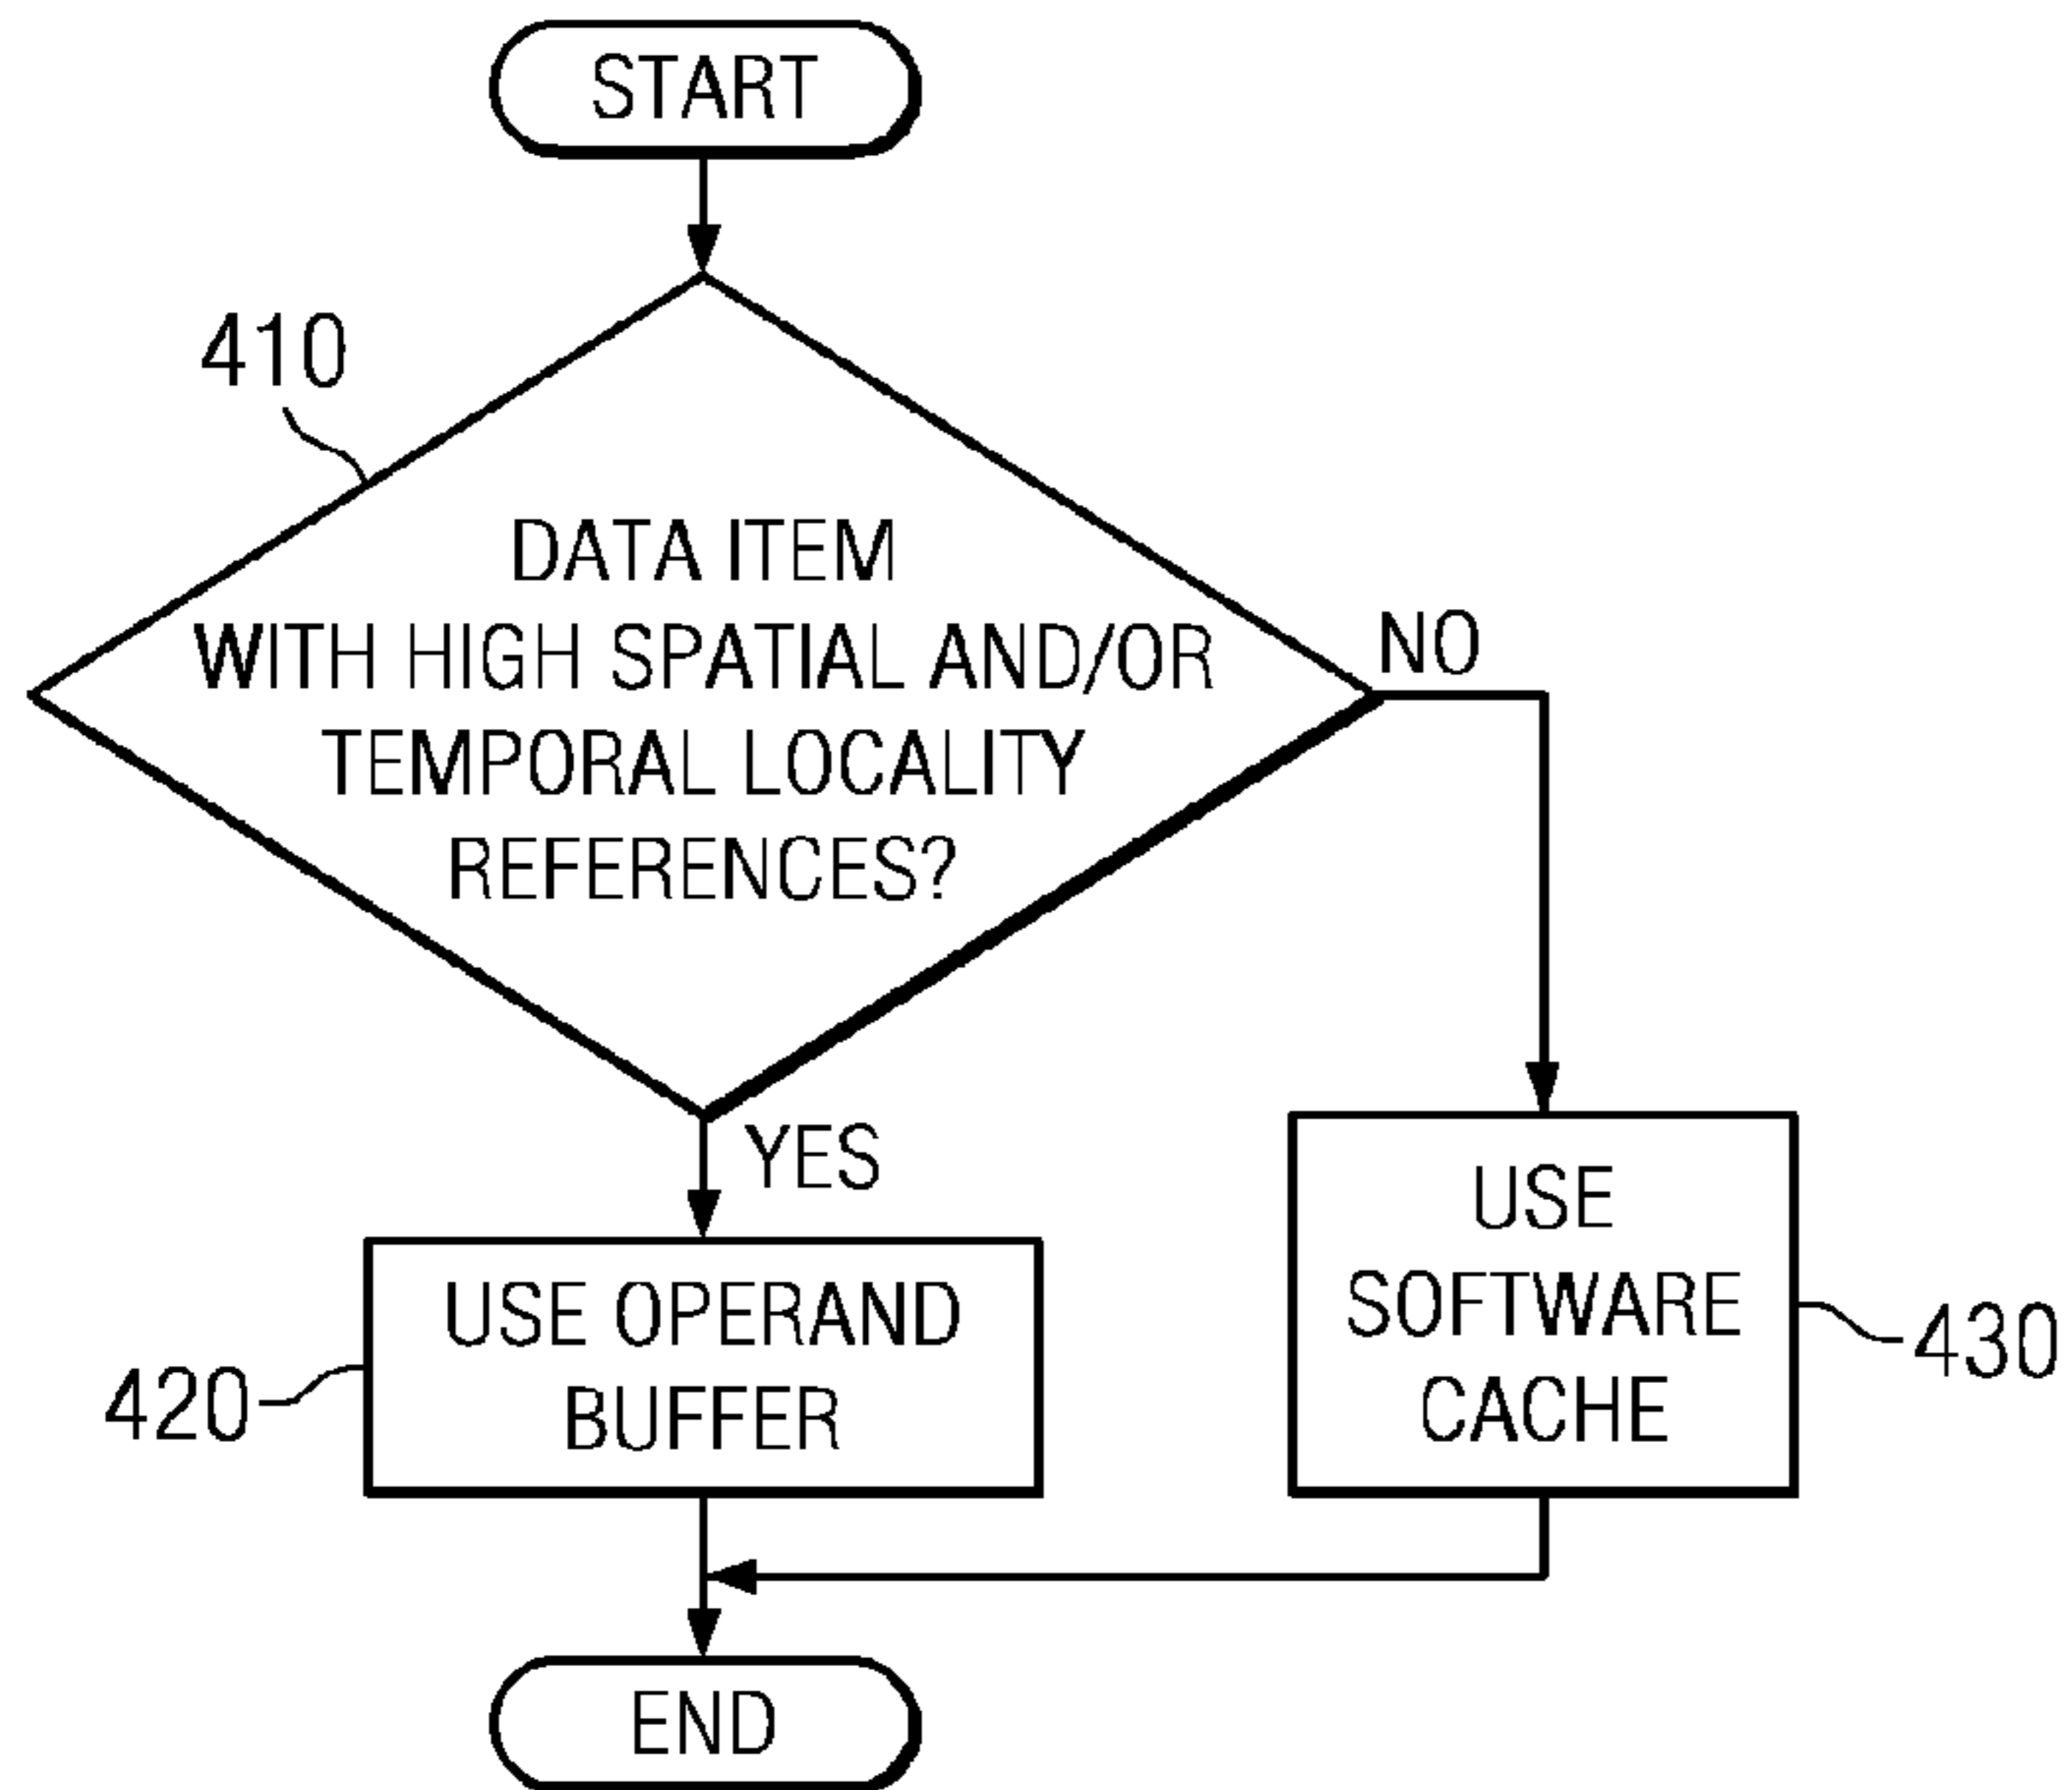 START
410
DATA ITEM
WITH HIGH SPATIAL AND/OR
TEMPORAL LOCALITY
REFERENCES?
NO
YES
USE OPERAND
BUFFER
420
USE
SOFTWARE
CACHE
430
END